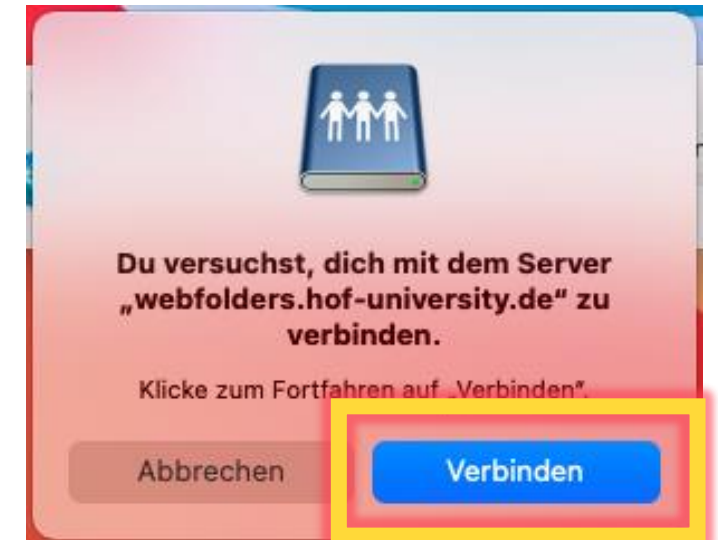 Du versuchst, dich mit dem Server
„webfolders.hof-university.de“ zu
verbinden.
Klicke zum Fortfahren auf „Verbinden“.
Abbrechen
Verbinden